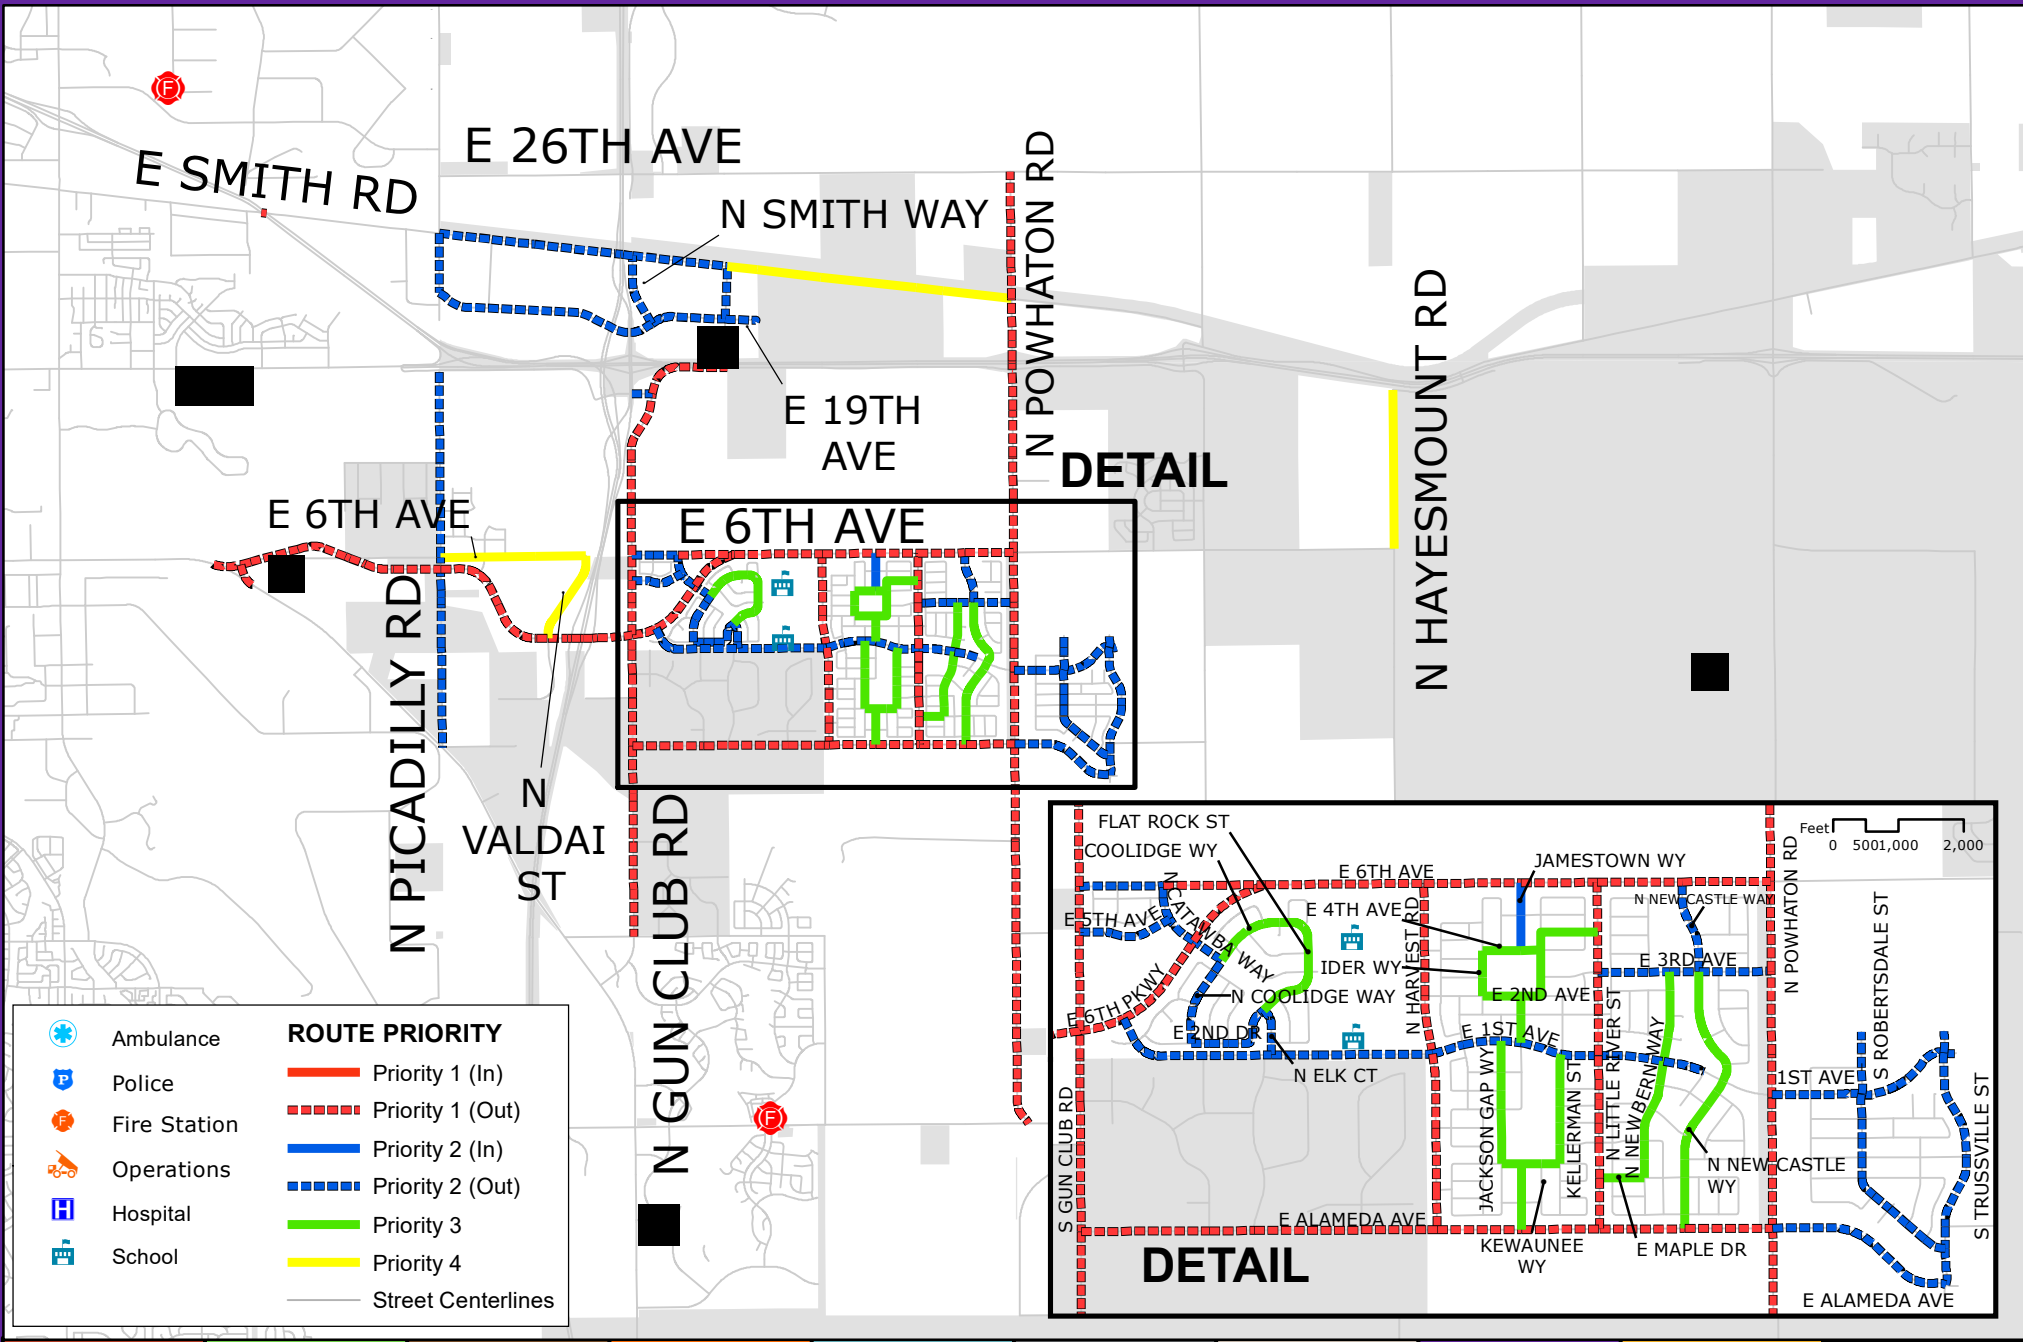 E 26TH AVE
E SMITH RD
N SMITH WAY
N POWHATON RD
N HAYESMOUNT RD
E 19TH
AVE
DETAIL
E 6TH AVE
E 6TH AVE
N PICADILLY RD
N
VALDAI
ST
N GUN CLUB RD
FLAT ROCK ST
COOLIDGE WY
E 6TH AVE
JAMESTOWN WY
Feet
0 500 1,000 2,000
N POWHATON RD
N CATAWBA WAY
E 5TH AVE
E 4TH AVE
N NEW CASTLE WAY
N HARVEST RD
IDER WY
E 3RD AVE
S ROBERTSDALE ST
E 6TH PKWY
N COOLIDGE WAY
E 2ND AVE
E 2ND DR
E 1ST AVE
N LITTLE RIVER ST
N NEWBERN WAY
N ELK CT
1ST AVE
S GUN CLUB RD
JACKSON GAP WY
KELLERMAN ST
N NEW CASTLE
WY
S TRUSSVILLE ST
E ALAMEDA AVE
KEWAUNEE
WY
E MAPLE DR
DETAIL
E ALAMEDA AVE
Ambulance
Police
Fire Station
Operations
Hospital
School
ROUTE PRIORITY
Priority 1 (In)
Priority 1 (Out)
Priority 2 (In)
Priority 2 (Out)
Priority 3
Priority 4
Street Centerlines
F
F
P
F
H